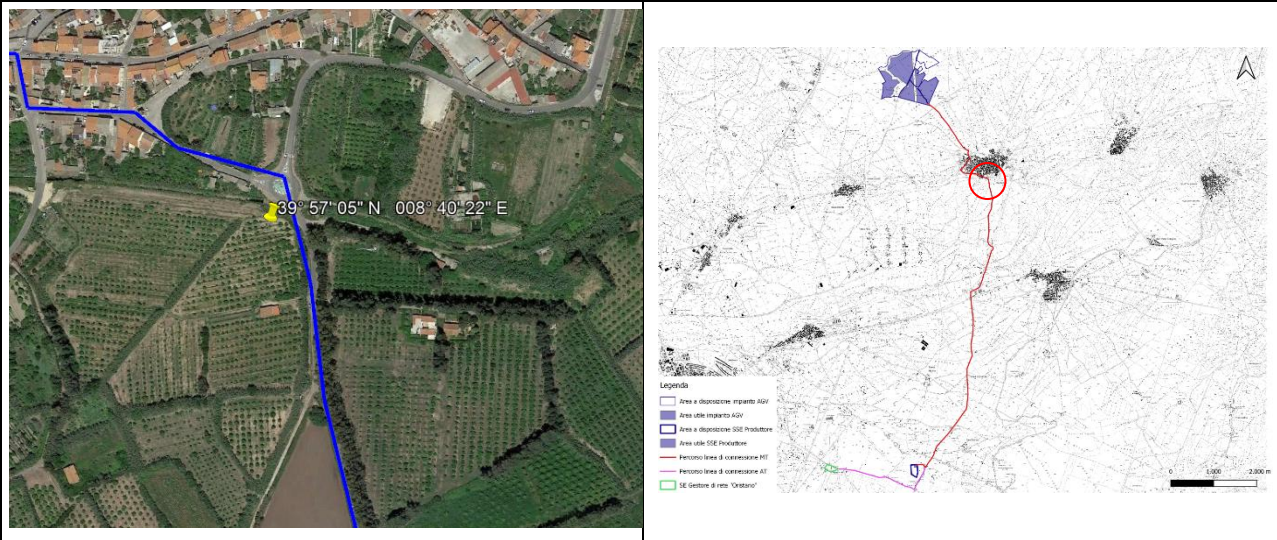 39° 57' 05" N   008° 40' 22" E
Legenda
Area a disposizione impianto AGV
Area utile impianto AGV
Area a disposizione SSE Produttore
Area utile SSE Produttore
Percorso linea di connessione MT
Percorso linea di connessione AT
SE Gestore di rete "Oristano"
0 1.000 2.000 m